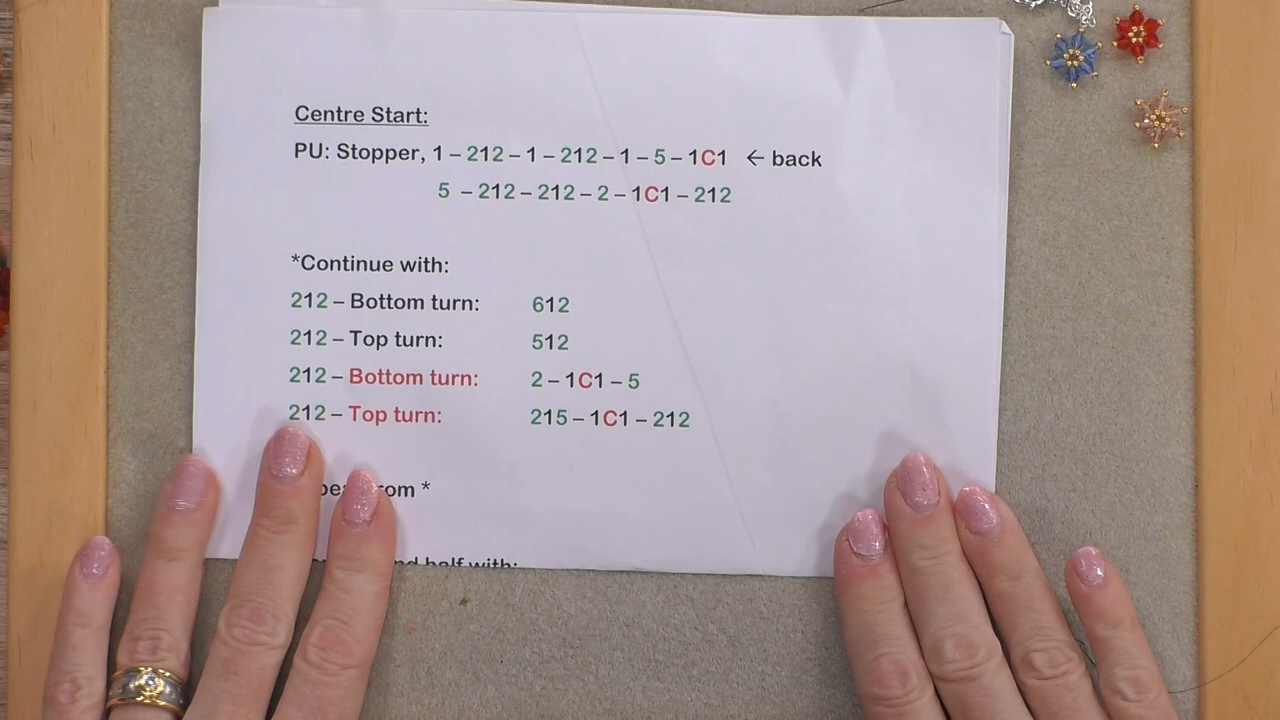 Centre Start:
PU: Stopper, 1 – 212 – 1 – 212 – 1 – 5 – 1C1 ← back
5 – 212 – 212 – 2 – 1C1 – 212
*Continue with:
212 – Bottom turn: 612
212 – Top turn: 512
212 – Bottom turn: 2 – 1C1 – 5
212 – Top turn: 215 – 1C1 – 212
*
half with: